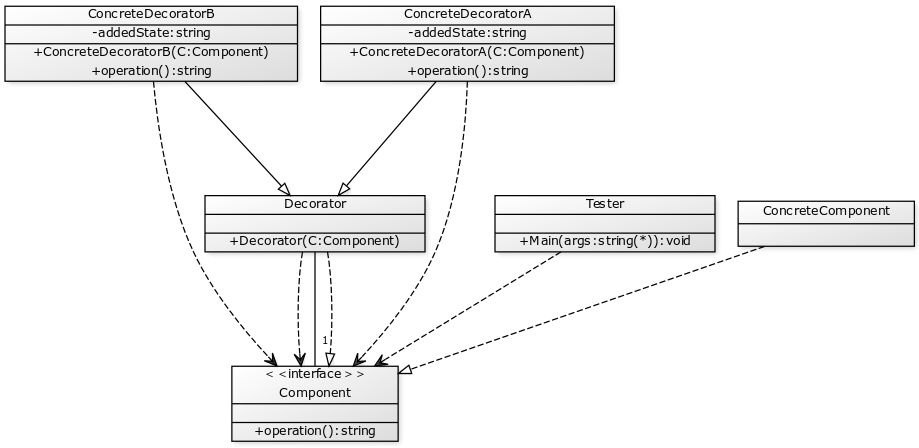 ConcreteDecoratorB
-addedState:string
+ConcreteDecoratorB(C:Component)
+operation():string
ConcreteDecoratorA
-addedState:string
+ConcreteDecoratorA(C:Component)
+operation():string
Decorator
+Decorator(C:Component)
Tester
+Main(args:string(*)):void
ConcreteComponent
1
<<interface>>
Component
+operation():string